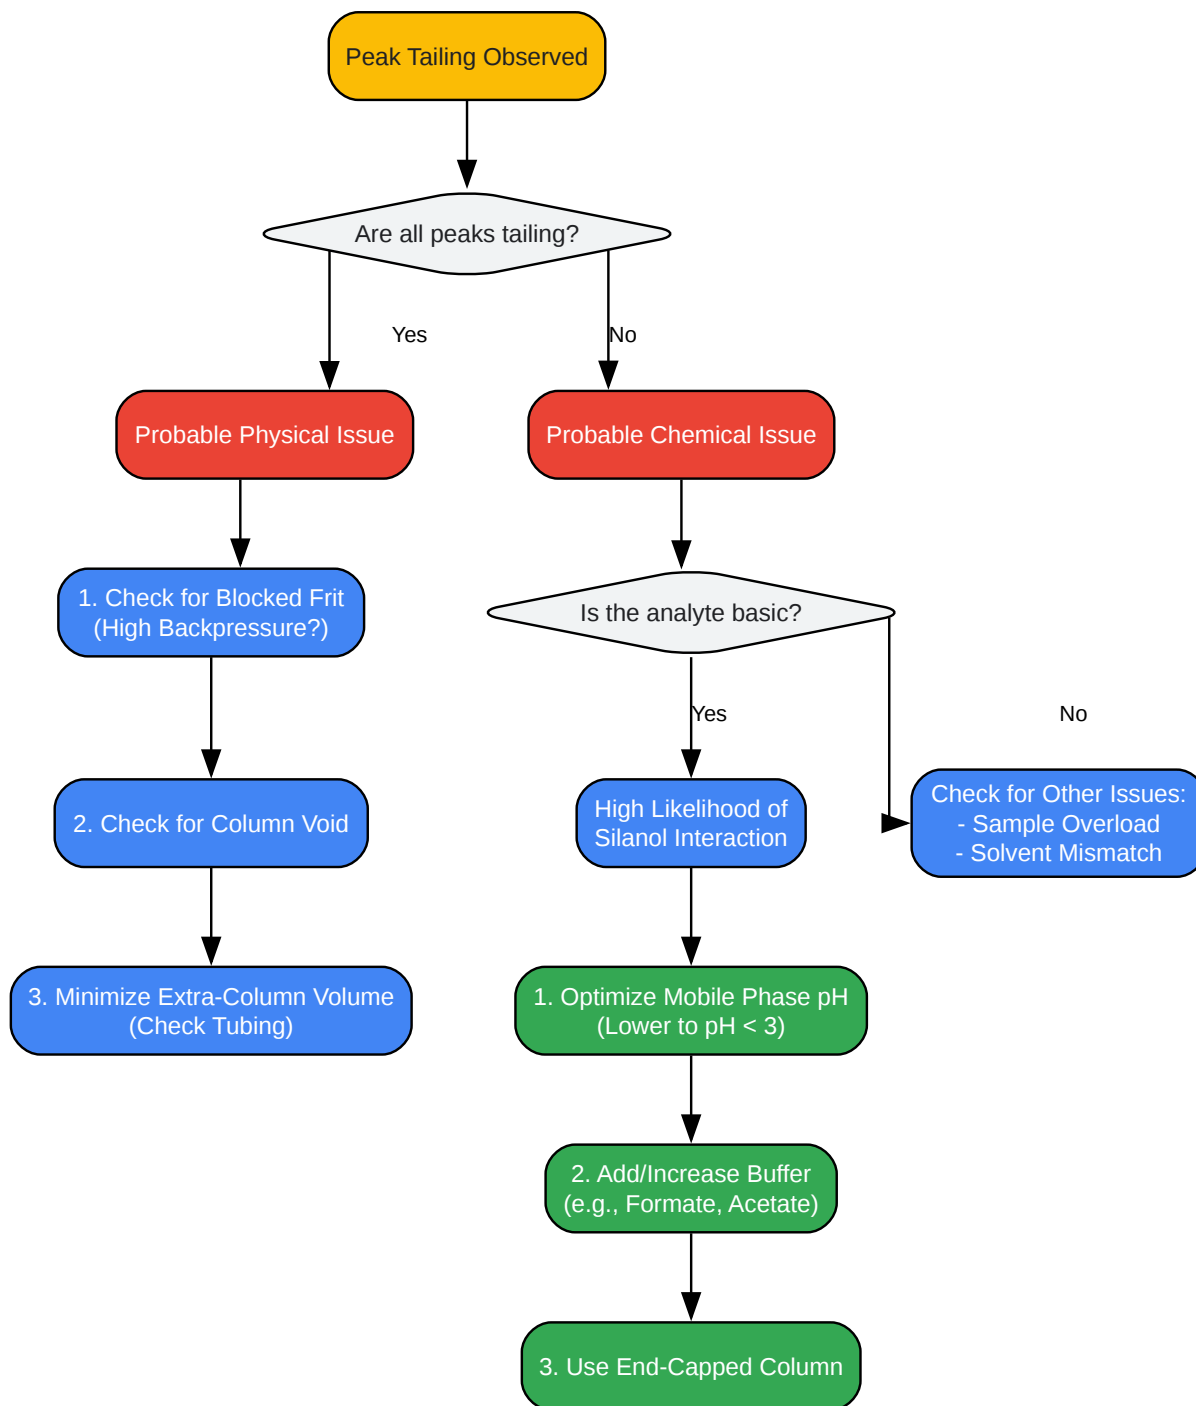 Peak Tailing Observed
Are all peaks tailing?
Yes
No
Probable Physical Issue
Probable Chemical Issue
1. Check for Blocked Frit
(High Backpressure?)
Is the analyte basic?
Yes
No
2. Check for Column Void
High Likelihood of
Silanol Interaction
Check for Other Issues:
- Sample Overload
- Solvent Mismatch
3. Minimize Extra-Column Volume
(Check Tubing)
1. Optimize Mobile Phase pH
(Lower to pH < 3)
2. Add/Increase Buffer
(e.g., Formate, Acetate)
3. Use End-Capped Column